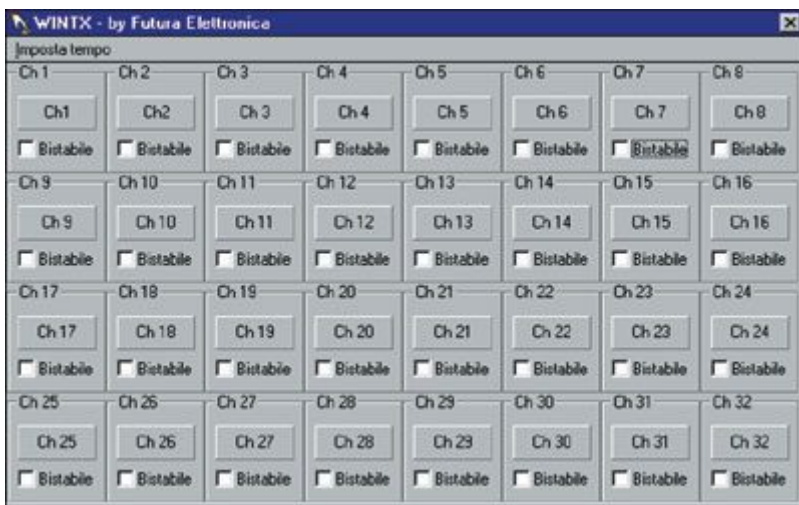 WINTX - by Futura Elettronica
Imposta tempo
Ch 1 Ch 2 Ch 3 Ch 4 Ch 5 Ch 6 Ch 7 Ch 8
Ch1 Ch2 Ch 3 Ch 4 Ch 5 Ch 6 Ch 7 Ch 8
Bistabile Bistabile Bistabile Bistabile Bistabile Bistabile Bistabile Bistabile
Ch 9 Ch 10 Ch 11 Ch 12 Ch 13 Ch 14 Ch 15 Ch 16
Ch 9 Ch 10 Ch 11 Ch 12 Ch 13 Ch 14 Ch 15 Ch 16
Bistabile Bistabile Bistabile Bistabile Bistabile Bistabile Bistabile Bistabile
Ch 17 Ch 18 Ch 19 Ch 20 Ch 21 Ch 22 Ch 23 Ch 24
Ch 17 Ch 18 Ch 19 Ch 20 Ch 21 Ch 22 Ch 23 Ch 24
Bistabile Bistabile Bistabile Bistabile Bistabile Bistabile Bistabile Bistabile
Ch 25 Ch 26 Ch 27 Ch 28 Ch 29 Ch 30 Ch 31 Ch 32
Ch 25 Ch 26 Ch 27 Ch 28 Ch 29 Ch 30 Ch 31 Ch 32
Bistabile Bistabile Bistabile Bistabile Bistabile Bistabile Bistabile Bistabile